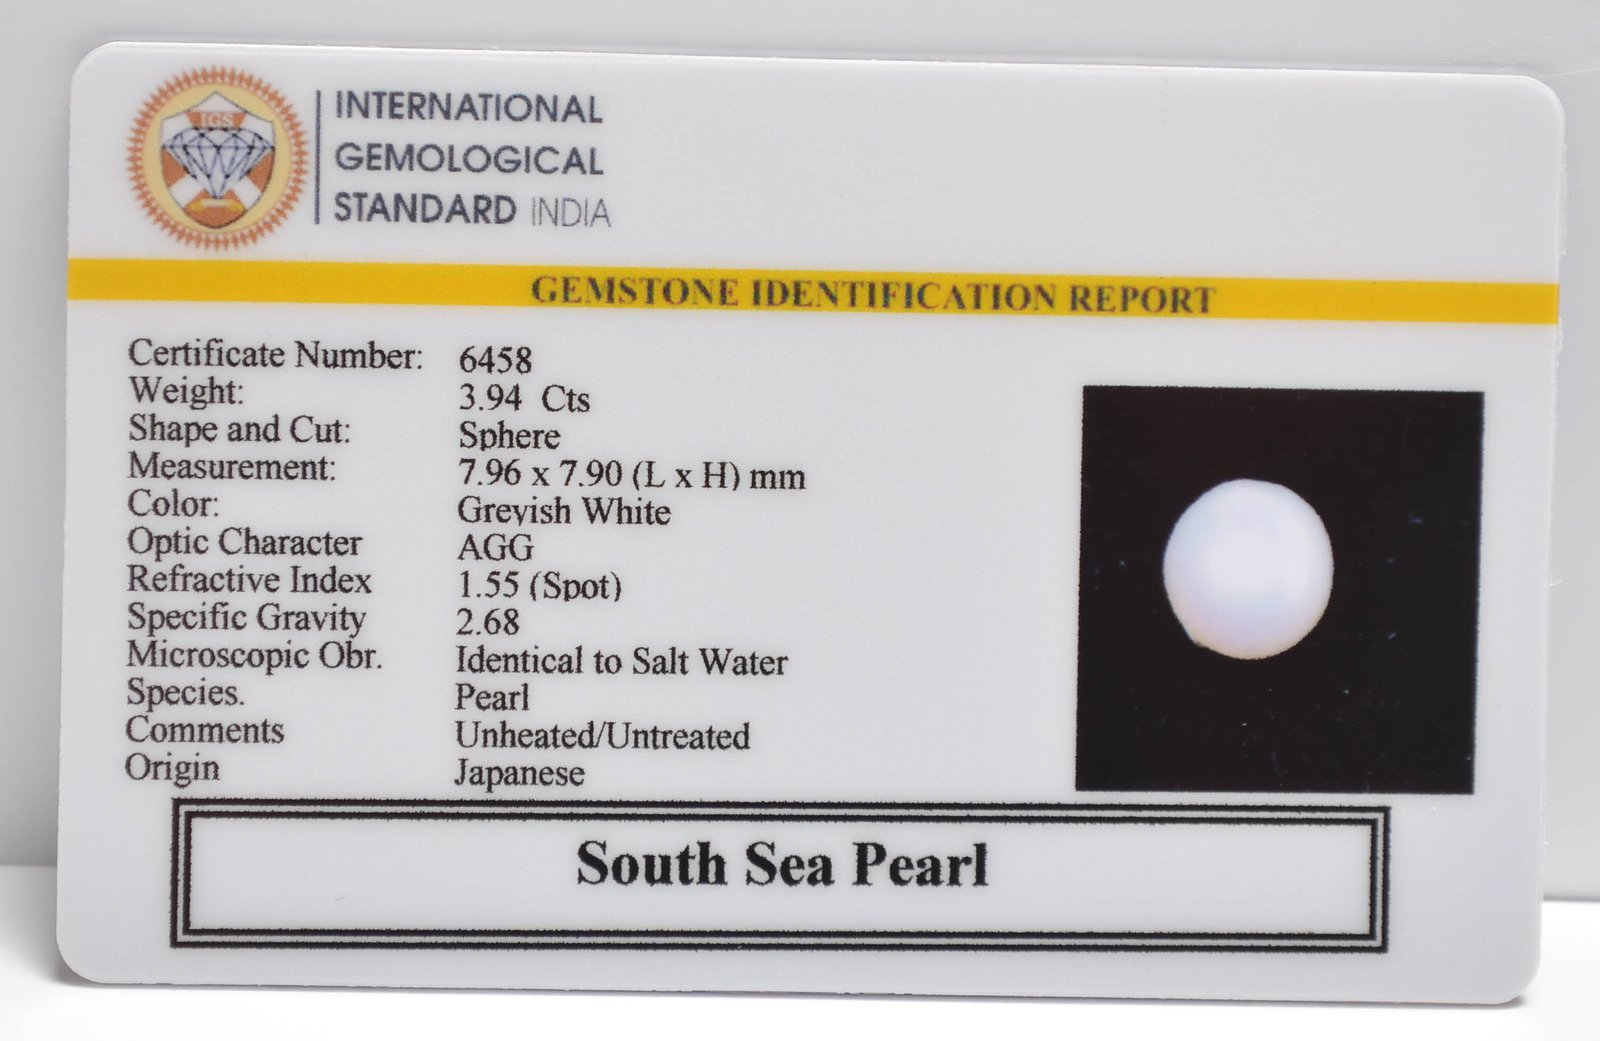 IGS
INTERNATIONAL
GEMOLOGICAL
STANDARD INDIA
GEMSTONE IDENTIFICATION REPORT
Certificate Number: 6458
Weight: 3.94 Cts
Shape and Cut: Sphere
Measurement: 7.96 x 7.90 (L x H) mm
Color: Greyish White
Optic Character AGG
Refractive Index 1.55 (Spot)
Specific Gravity 2.68
Microscopic Obr. Identical to Salt Water
Species. Pearl
Comments Unheated/Untreated
Origin Japanese
South Sea Pearl